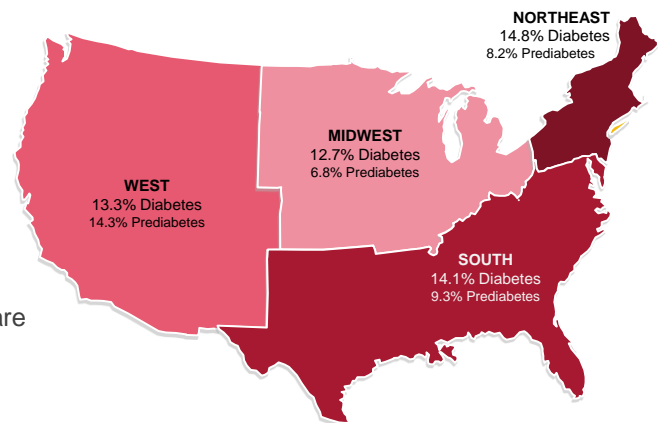 NORTHEAST
14.8% Diabetes
8.2% Prediabetes
MIDWEST
12.7% Diabetes
6.8% Prediabetes
WEST
13.3% Diabetes
14.3% Prediabetes
SOUTH
14.1% Diabetes
9.3% Prediabetes
are